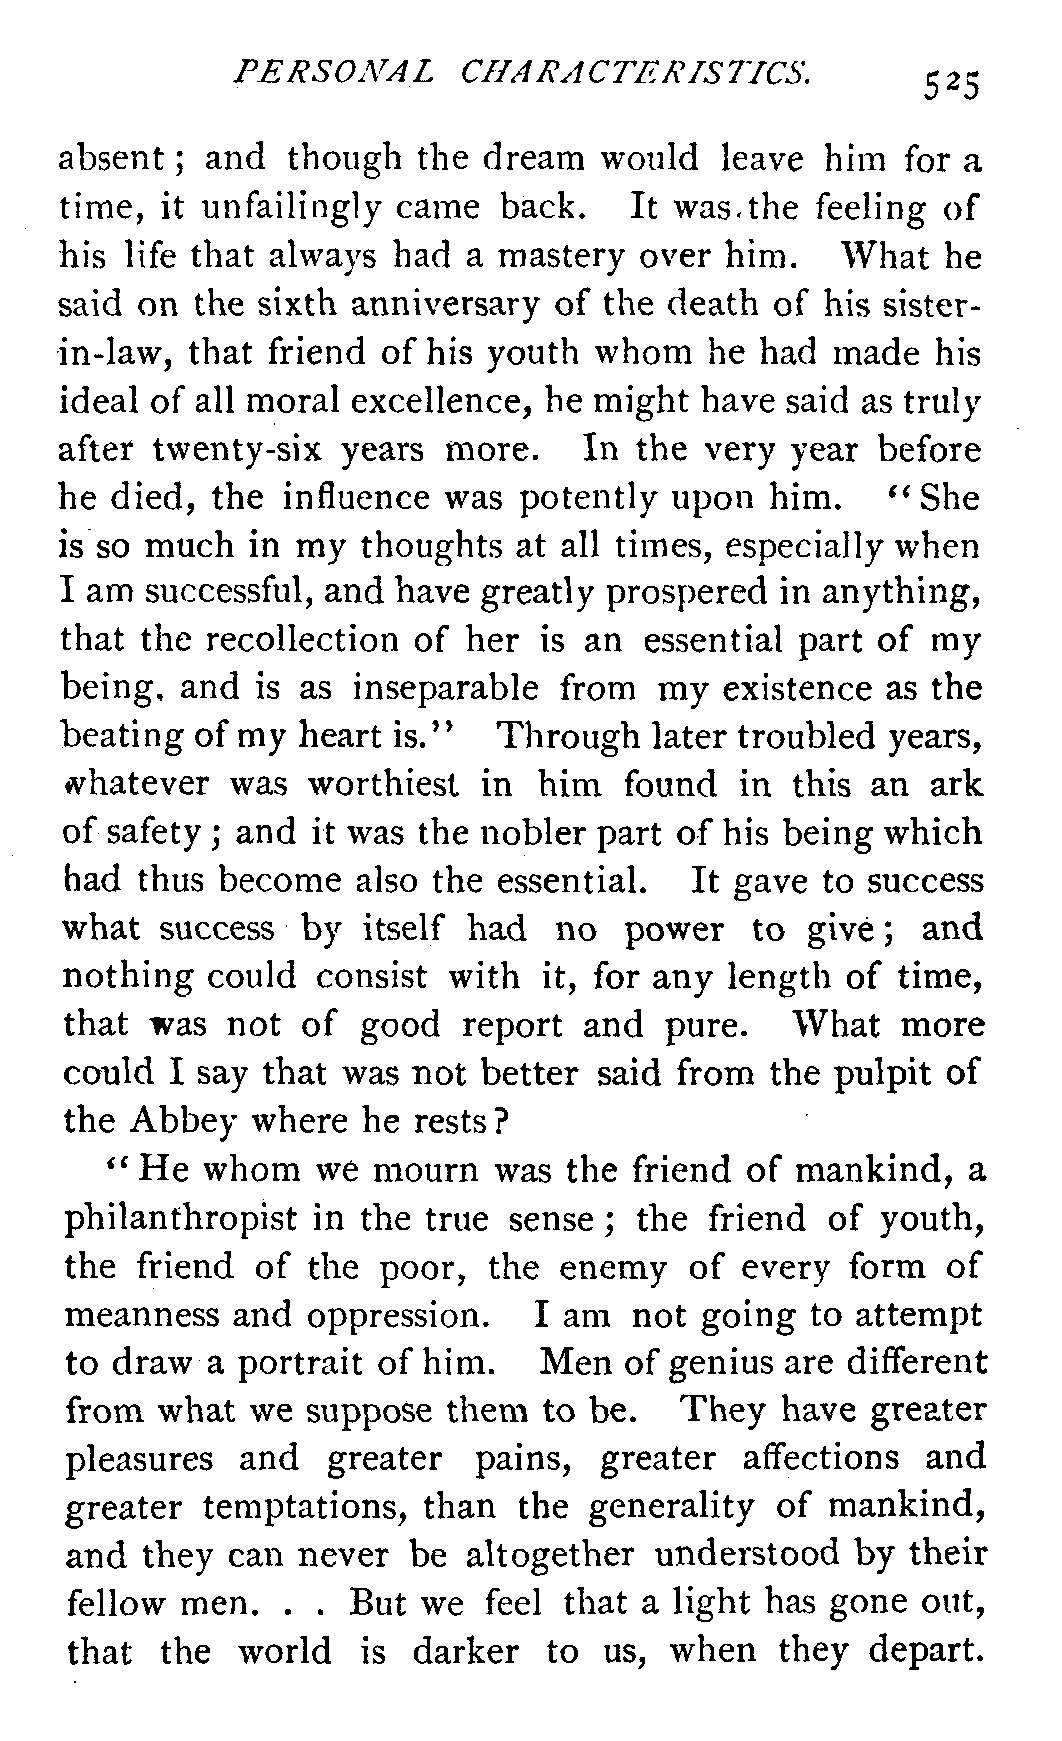 PERSONAL CHARACTERISTICS. 525
absent ; and though the dream would leave him for a
time, it unfailingly came back. It was the feeling of
his life that always had a mastery over him. What he
said on the sixth anniversary of the death of his sister-
in-law, that friend of his youth whom he had made his
ideal of all moral excellence, he might have said as truly
after twenty-six years more. In the very year before
he died, the influence was potently upon him. "She
is so much in my thoughts at all times, especially when
I am successful, and have greatly prospered in anything,
that the recollection of her is an essential part of my
being, and is as inseparable from my existence as the
beating of my heart is." Through later troubled years,
whatever was worthiest in him found in this an ark
of safety ; and it was the nobler part of his being which
had thus become also the essential. It gave to success
what success by itself had no power to give ; and
nothing could consist with it, for any length of time,
that was not of good report and pure. What more
could I say that was not better said from the pulpit of
the Abbey where he rests ?
"He whom we mourn was the friend of mankind, a
philanthropist in the true sense ; the friend of youth,
the friend of the poor, the enemy of every form of
meanness and oppression. I am not going to attempt
to draw a portrait of him. Men of genius are different
from what we suppose them to be. They have greater
pleasures and greater pains, greater affections and
greater temptations, than the generality of mankind,
and they can never be altogether understood by their
fellow men. . . But we feel that a light has gone out,
that the world is darker to us, when they depart.